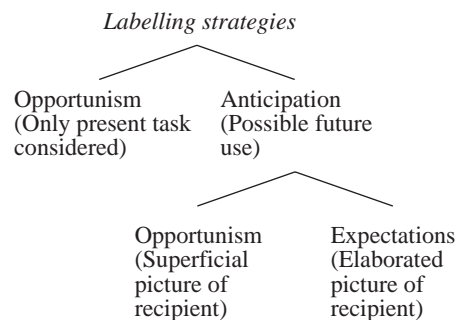 Labelling strategies
Opportunism
(Only present task
considered)
Anticipation
(Possible future
use)
Opportunism
(Superficial
picture of
recipient)
Expectations
(Elaborated
picture of
recipient)